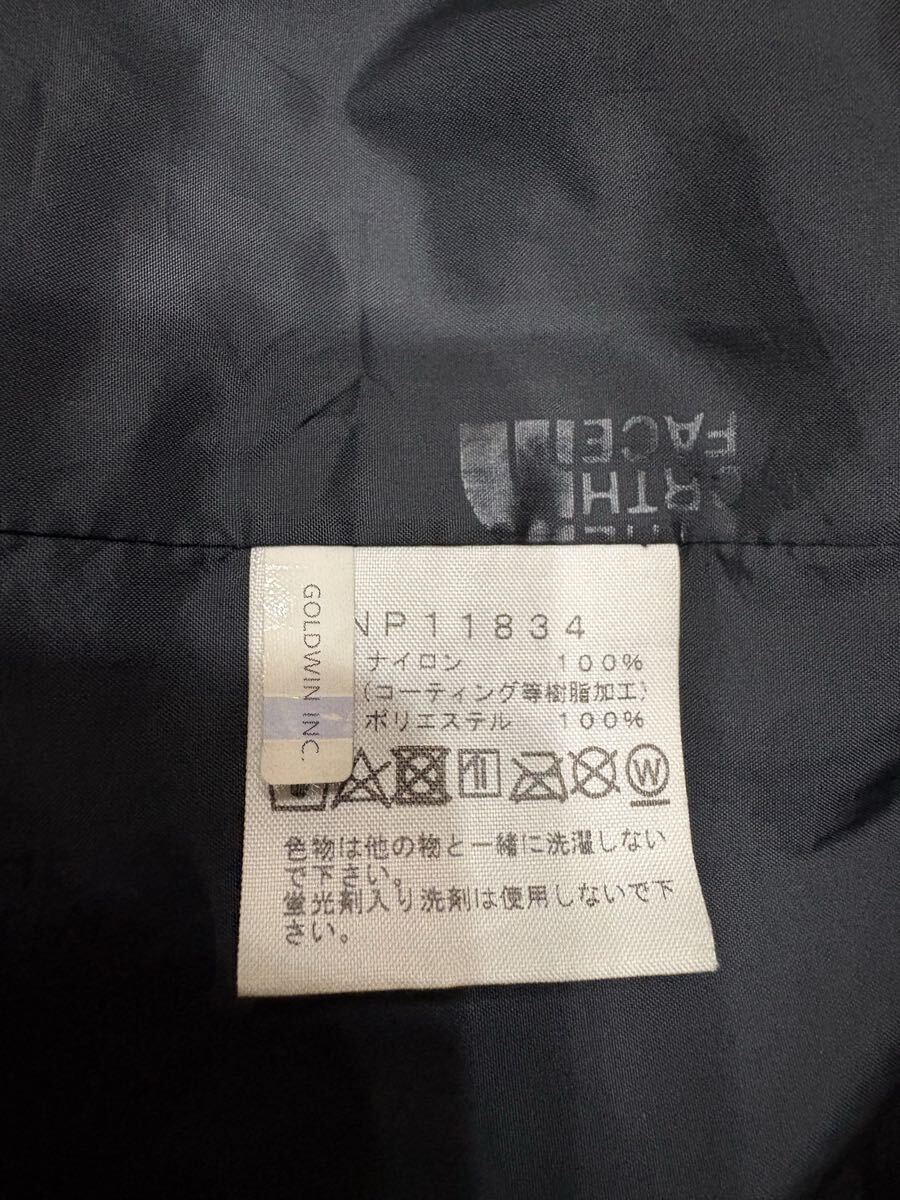 THE
NORTH
FACE
GOLDWIN INC.
NP11834
ナイロン 100%
(コーティング等樹脂加工)
ポリエステル 100%
W
色物は他の物と一緒に洗濯しない
で下さい。
蛍光剤入り洗剤は使用しないで下
さい。